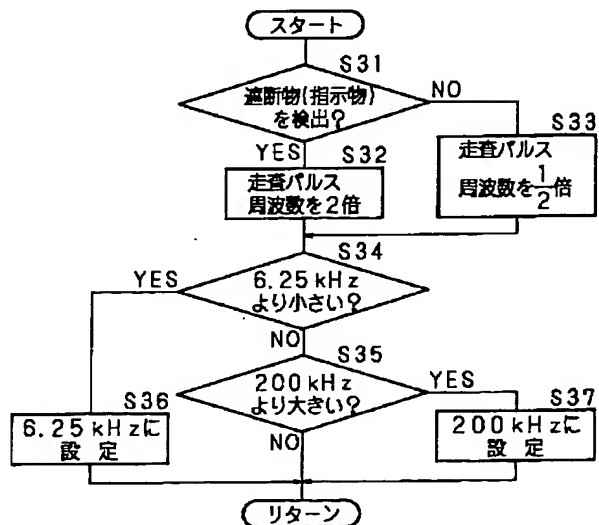 スタート
S31
遮断物(指示物)
を検出?
NO
YES
S32
走査パルス
周波数を2倍
S33
走査パルス
周波数を1/2倍
S34
YES
6.25kHz
より小さい?
NO
S35
200kHz
より大きい?
YES
NO
S36
6.25kHzに
設 定
S37
200kHzに
設 定
リターン